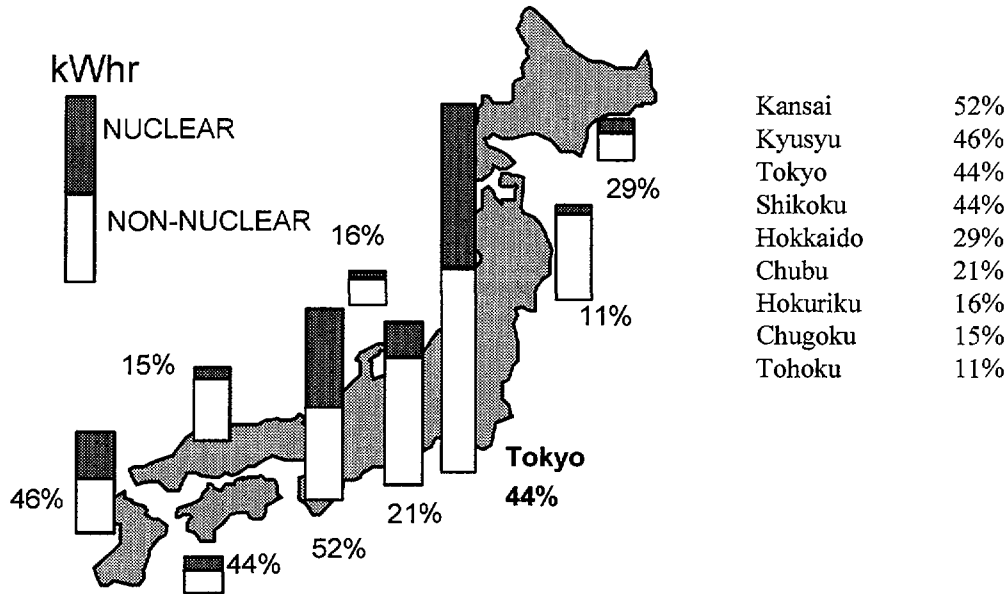 kWhr
NUCLEAR
NON-NUCLEAR
16%
29%
11%
15%
46%
44%
52%
21%
Tokyo
44%
Kansai 52%
Kyusyu 46%
Tokyo 44%
Shikoku 44%
Hokkaido 29%
Chubu 21%
Hokuriku 16%
Chugoku 15%
Tohoku 11%